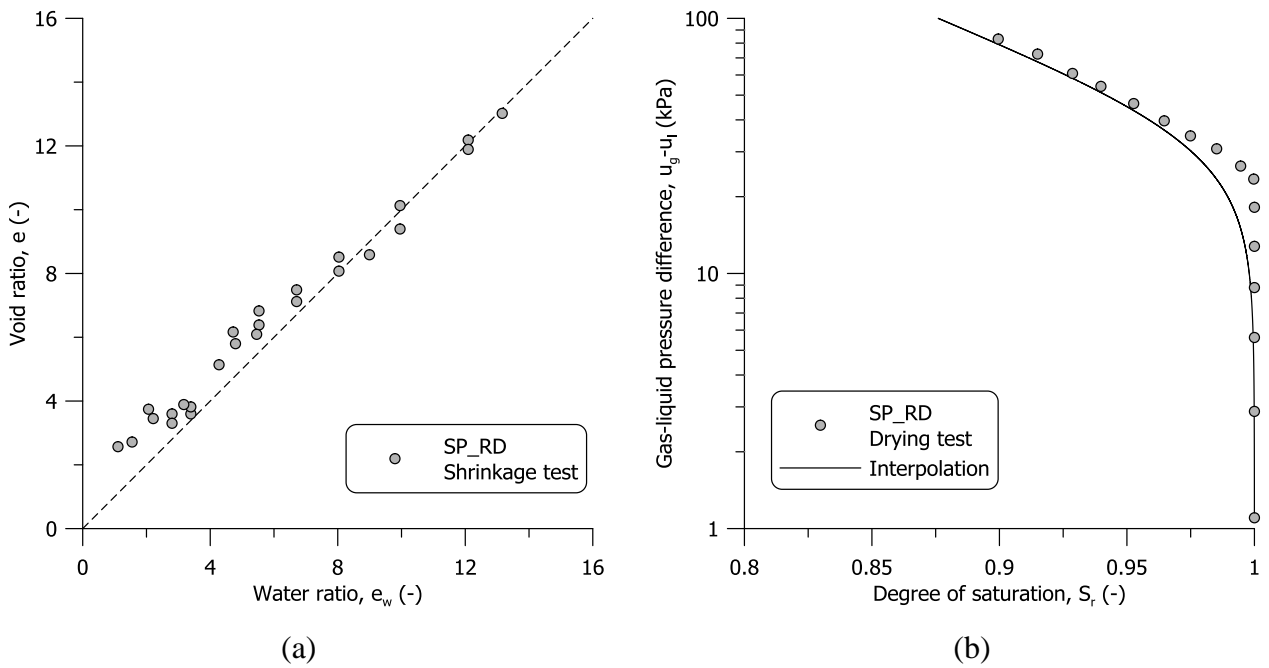 16
12
8
4
0
Void ratio, e (-)
0
4
8
12
16
Water ratio, e_w (-)
SP_RD
Shrinkage test
(a)
100
10
1
Gas-liquid pressure difference, u_g-u_l (kPa)
0.8
0.85
0.9
0.95
1
Degree of saturation, S_r (-)
SP_RD
Drying test
Interpolation
(b)